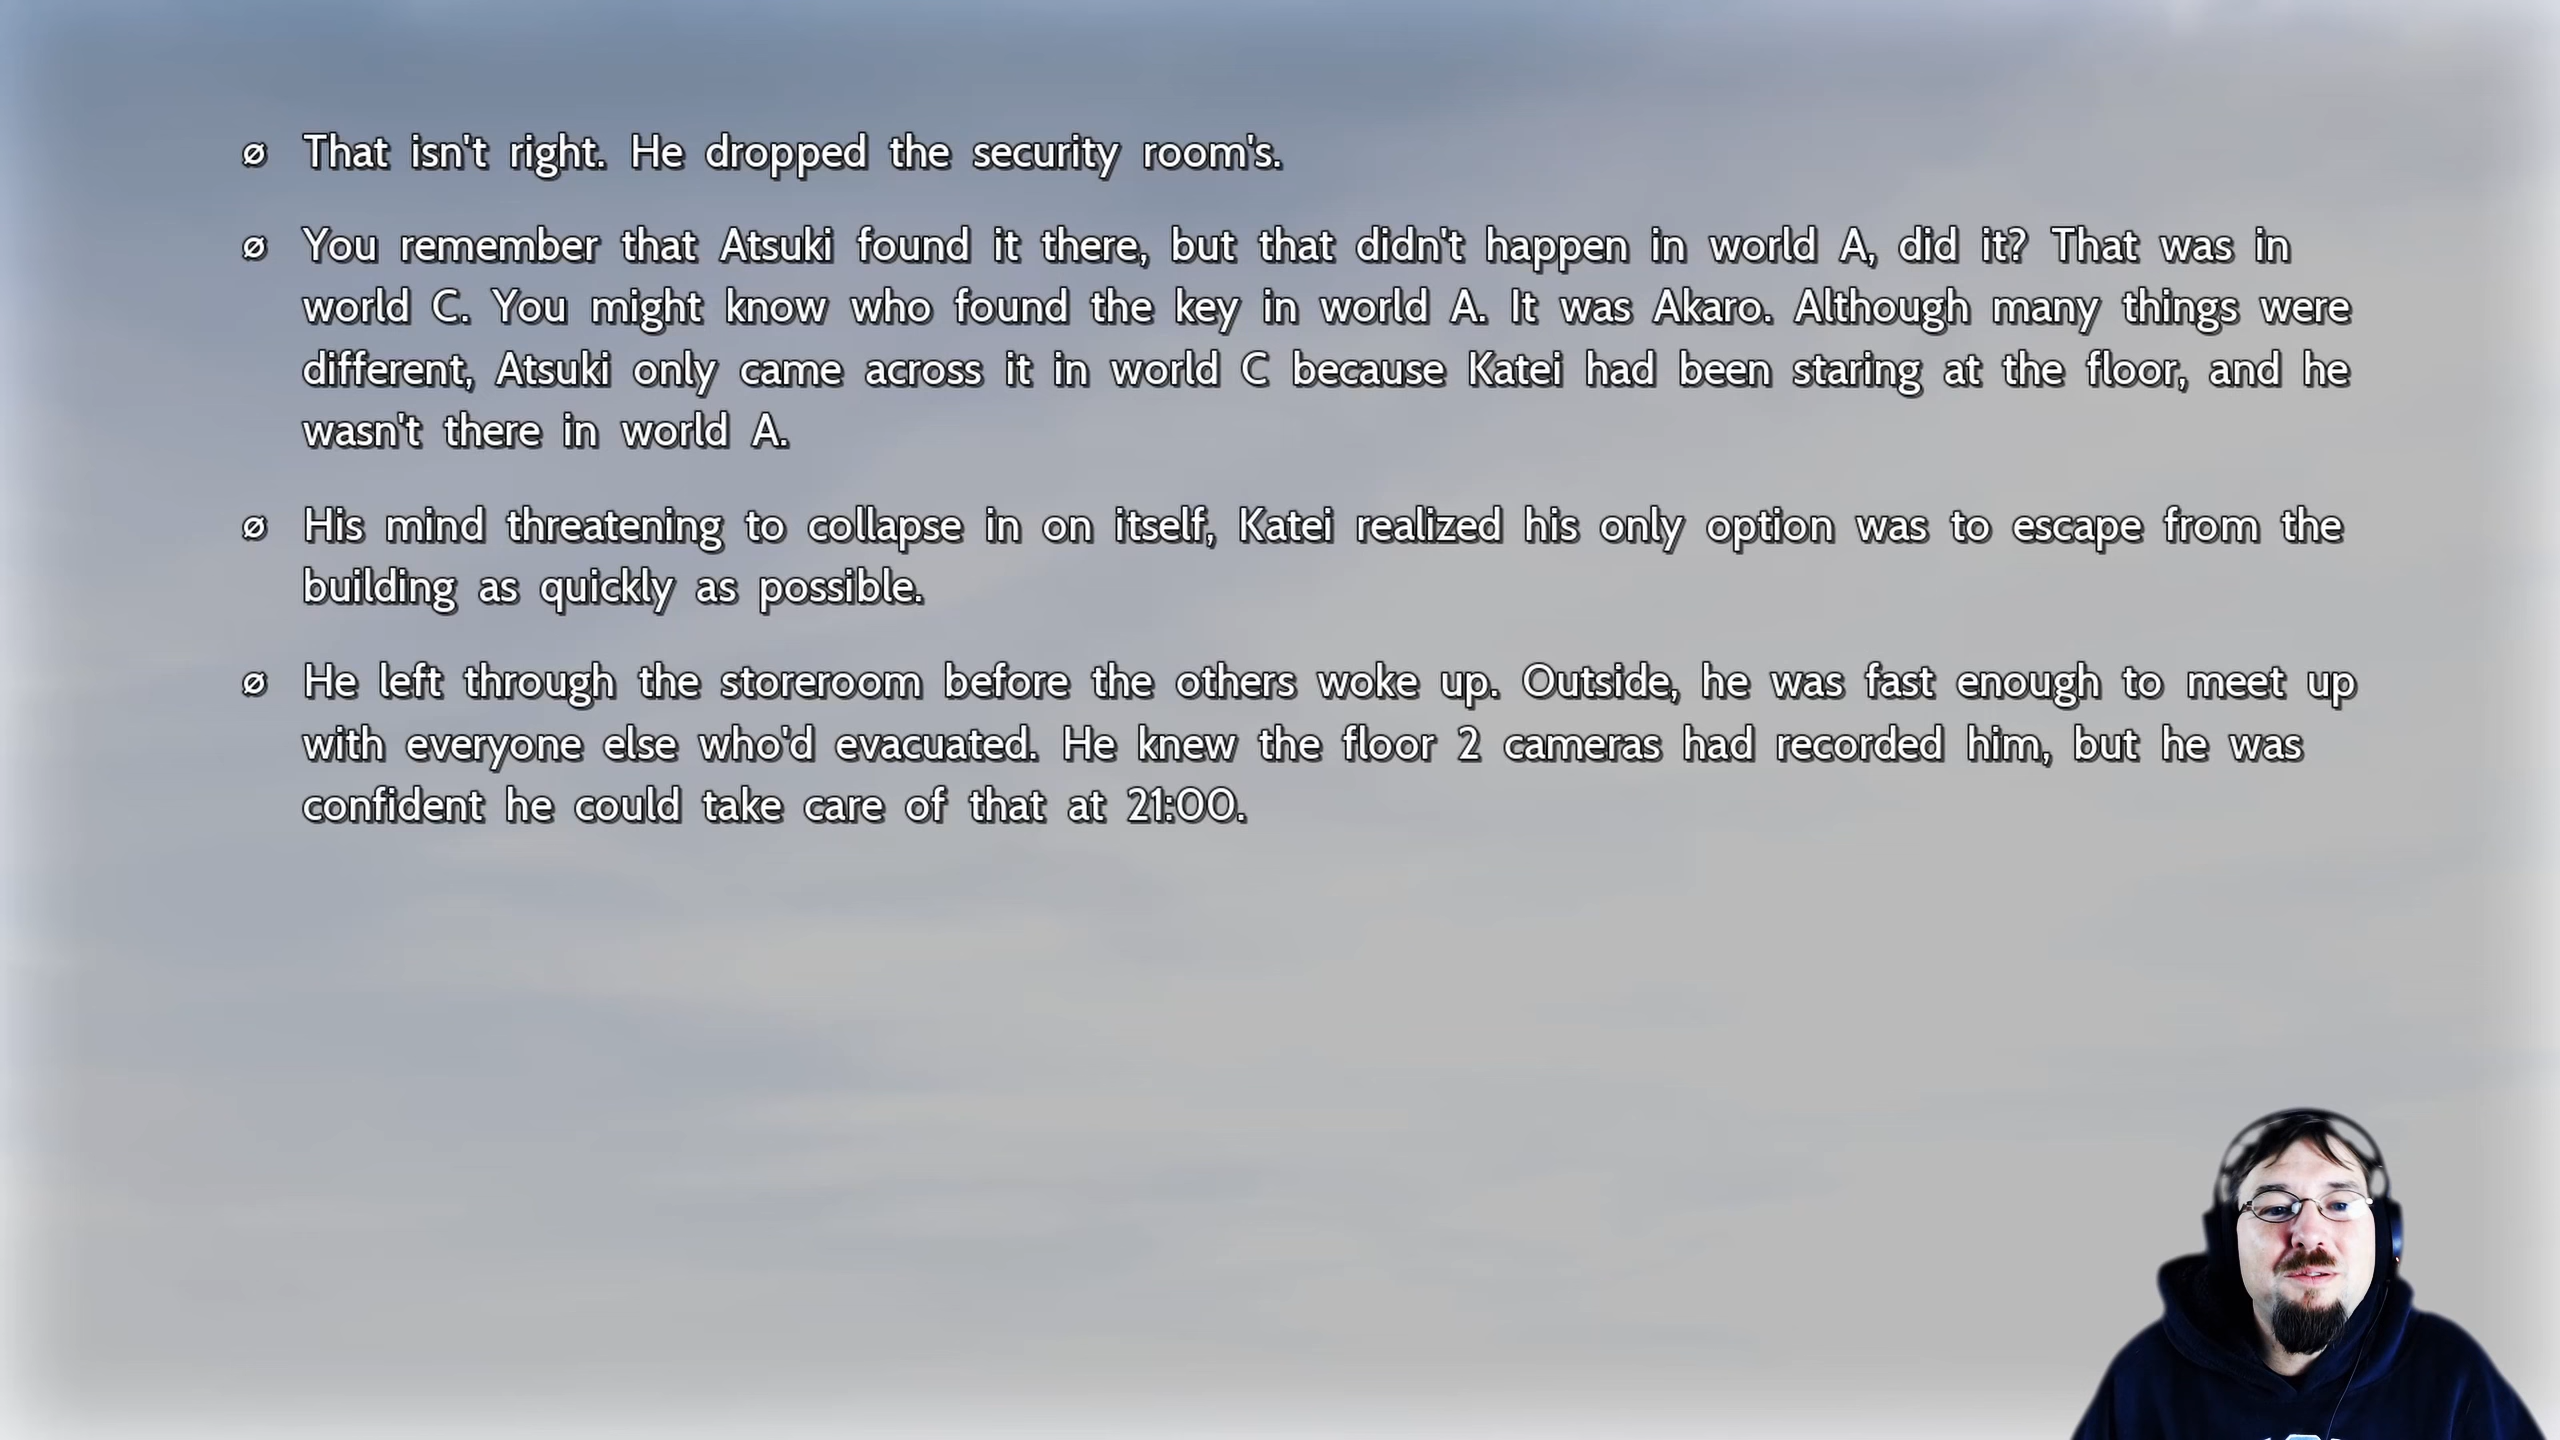 ø That isn't right. He dropped the security room's.
ø You remember that Atsuki found it there, but that didn't happen in world A, did it? That was in
world C. You might know who found the key in world A. It was Akaro. Although many things were
different, Atsuki only came across it in world C because Katei had been staring at the floor, and he
wasn't there in world A.
ø His mind threatening to collapse in on itself, Katei realized his only option was to escape from the
building as quickly as possible.
ø He left through the storeroom before the others woke up. Outside, he was fast enough to meet up
with everyone else who'd evacuated. He knew the floor 2 cameras had recorded him, but he was
confident he could take care of that at 21:00.